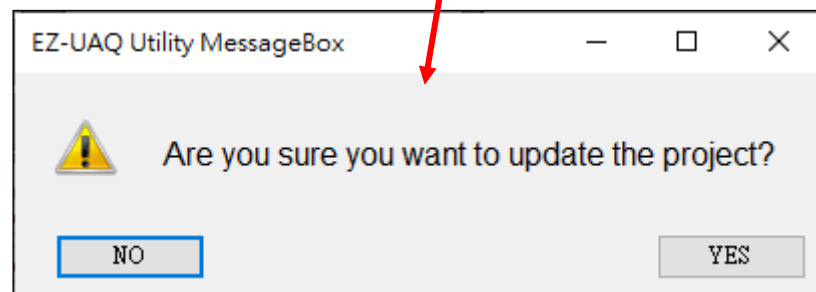 EZ-UAQ Utility MessageBox
Are you sure you want to update the project?
NO YES